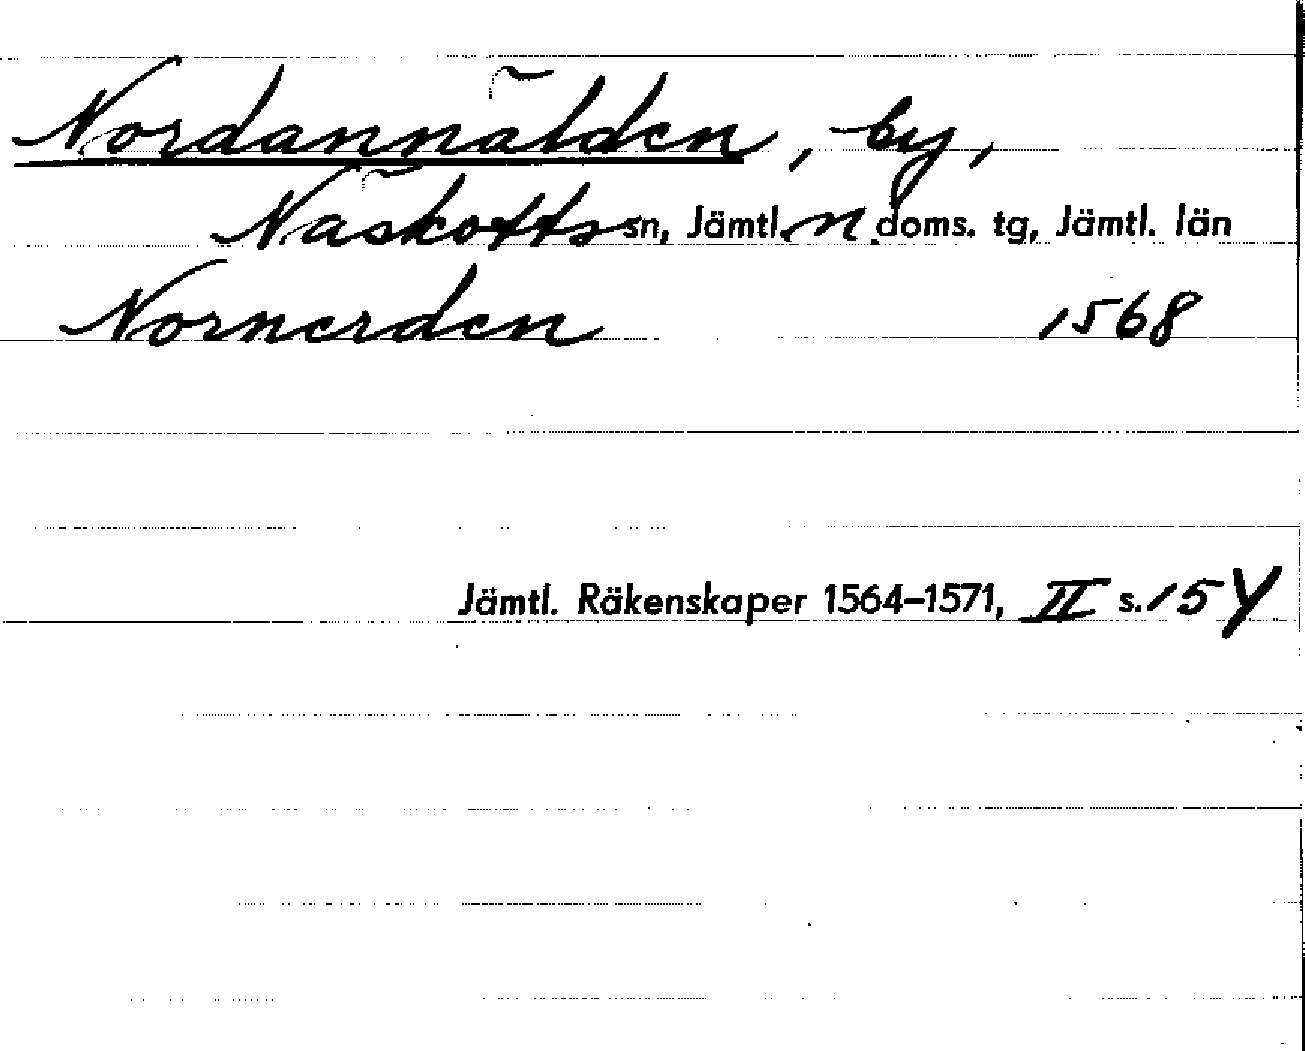 Nordannälden, by,
Näskotts sn, Jämtl. n doms. tg, Jämtl. län
Nornerden 1568
Jämtl. Räkenskaper 1564-1571, II s. 154